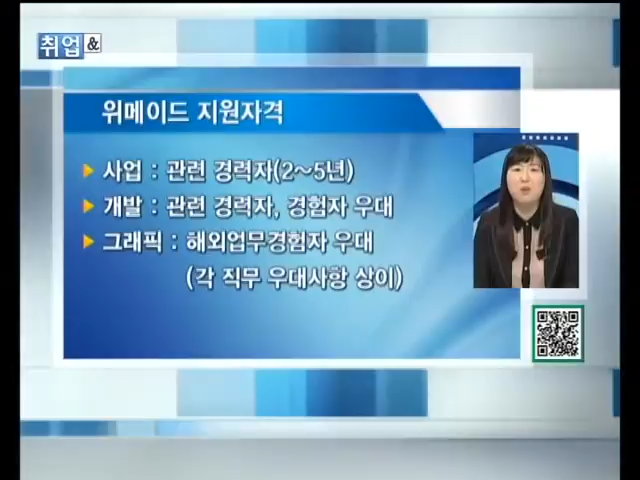 취업 &
위메이드 지원자격
사업 : 관련 경력자(2~5년)
개발 : 관련 경력자, 경험자 우대
그래픽 : 해외업무경험자 우대
(각 직무 우대사항 상이)